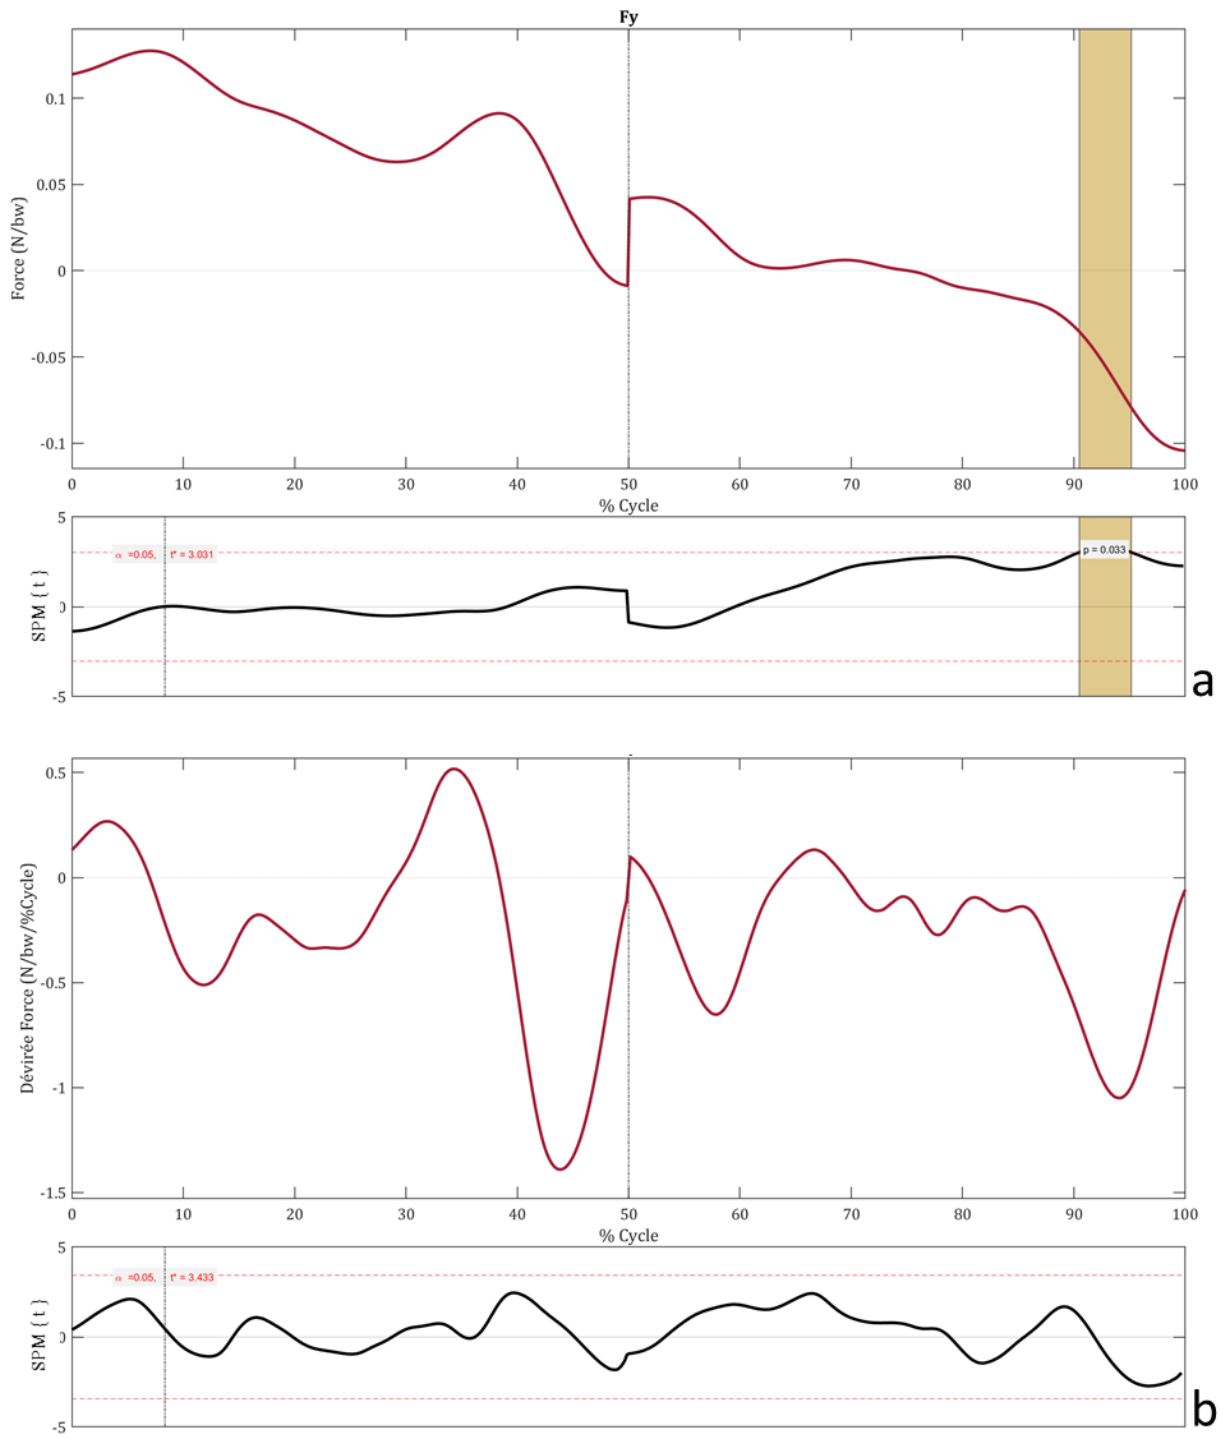 Fy
Force (N/bw)
0.1
0.05
0
-0.05
-0.1
0 10 20 30 40 50 60 70 80 90 100
% Cycle
SPM { t }
5
0
-5
α =0.05, t* = 3.031
p = 0.033
a
Dévirée Force (N/bw/%Cycle)
0.5
0
-0.5
-1
-1.5
0 10 20 30 40 50 60 70 80 90 100
% Cycle
SPM { t }
5
0
-5
α =0.05, t* = 3.433
b